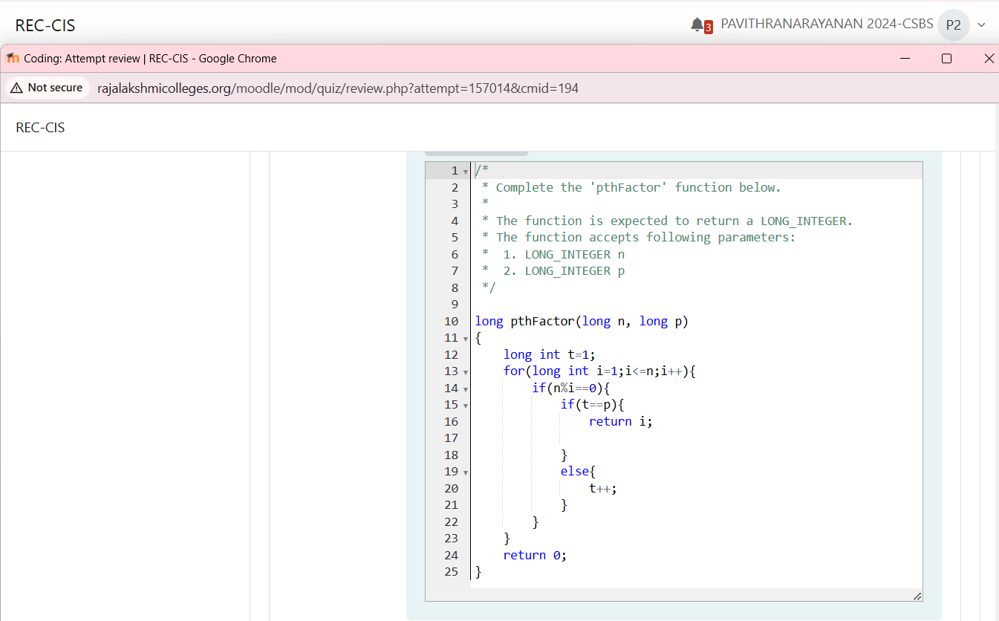 REC-CIS
3 PAVITHRANARAYANAN 2024-CSBS P2
Coding: Attempt review | REC-CIS - Google Chrome
Not secure rajalakshmicolleges.org/moodle/mod/quiz/review.php?attempt=157014&cmid=194
REC-CIS
1 /*
2  * Complete the 'pthFactor' function below.
3  *
4  * The function is expected to return a LONG_INTEGER.
5  * The function accepts following parameters:
6  *  1. LONG_INTEGER n
7  *  2. LONG_INTEGER p
8  */
9
10 long pthFactor(long n, long p)
11 {
12     long int t=1;
13     for(long int i=1;i<=n;i++){
14         if(n%i==0){
15             if(t==p){
16                 return i;
17
18             }
19             else{
20                 t++;
21             }
22         }
23     }
24     return 0;
25 }